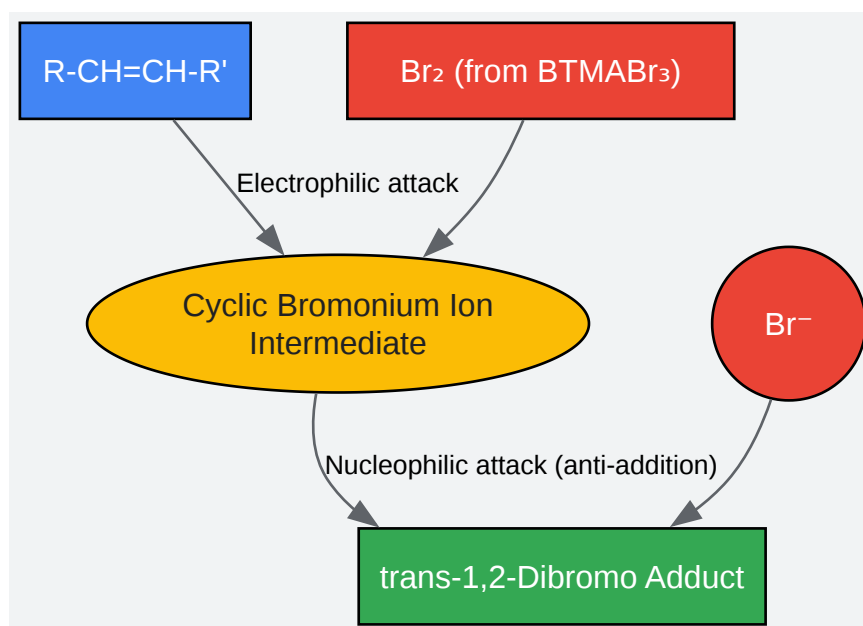 R-CH=CH-R'
Br₂ (from BTMABr₃)
Electrophilic attack
Cyclic Bromonium Ion
Intermediate
Br⁻
Nucleophilic attack (anti-addition)
trans-1,2-Dibromo Adduct